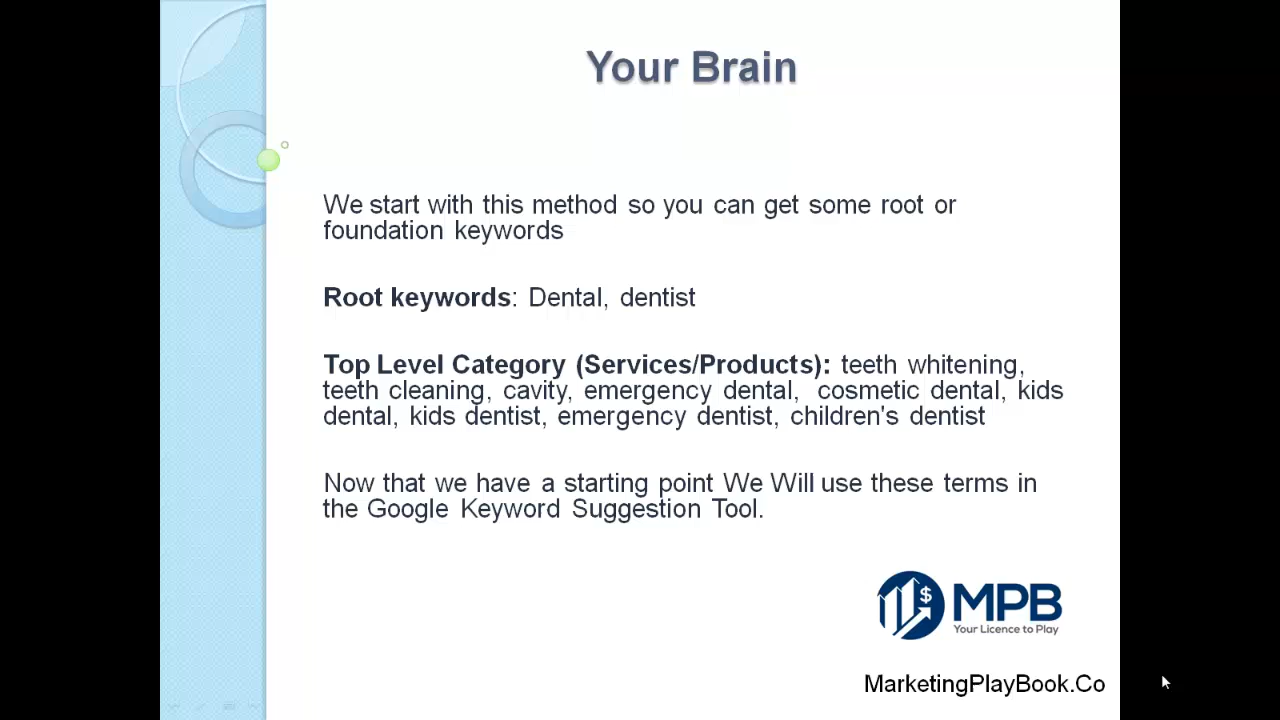 Your Brain
We start with this method so you can get some root or
foundation keywords
Root keywords: Dental, dentist
Top Level Category (Services/Products): teeth whitening,
teeth cleaning, cavity, emergency dental, cosmetic dental, kids
dental, kids dentist, emergency dentist, children's dentist
Now that we have a starting point We Will use these terms in
the Google Keyword Suggestion Tool.
$
MPB
Your Licence to Play
MarketingPlayBook.Co